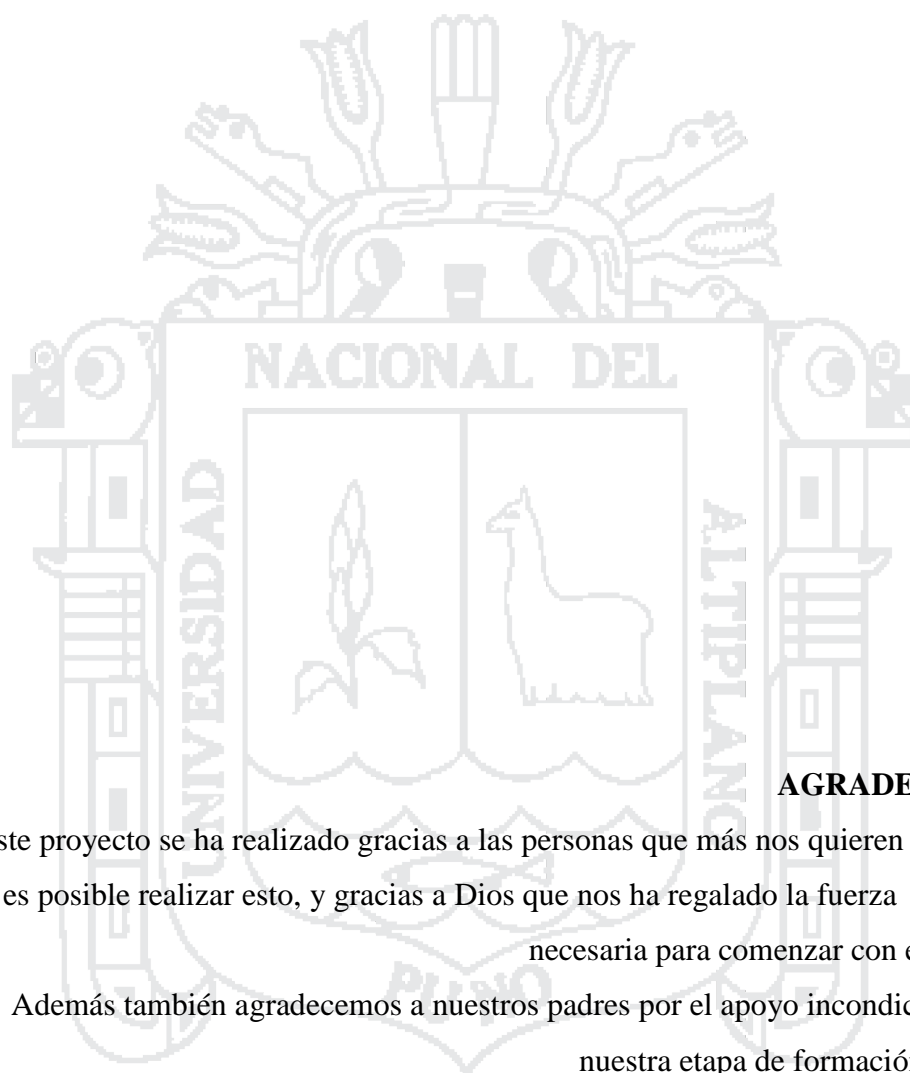 NACIONAL DEL
UNIVERSIDAD
ALTIPLANO
AGRADE
ste proyecto se ha realizado gracias a las personas que más nos quieren
es posible realizar esto, y gracias a Dios que nos ha regalado la fuerza
necesaria para comenzar con e
PUNO
Además también agradecemos a nuestros padres por el apoyo incondic
nuestra etapa de formación